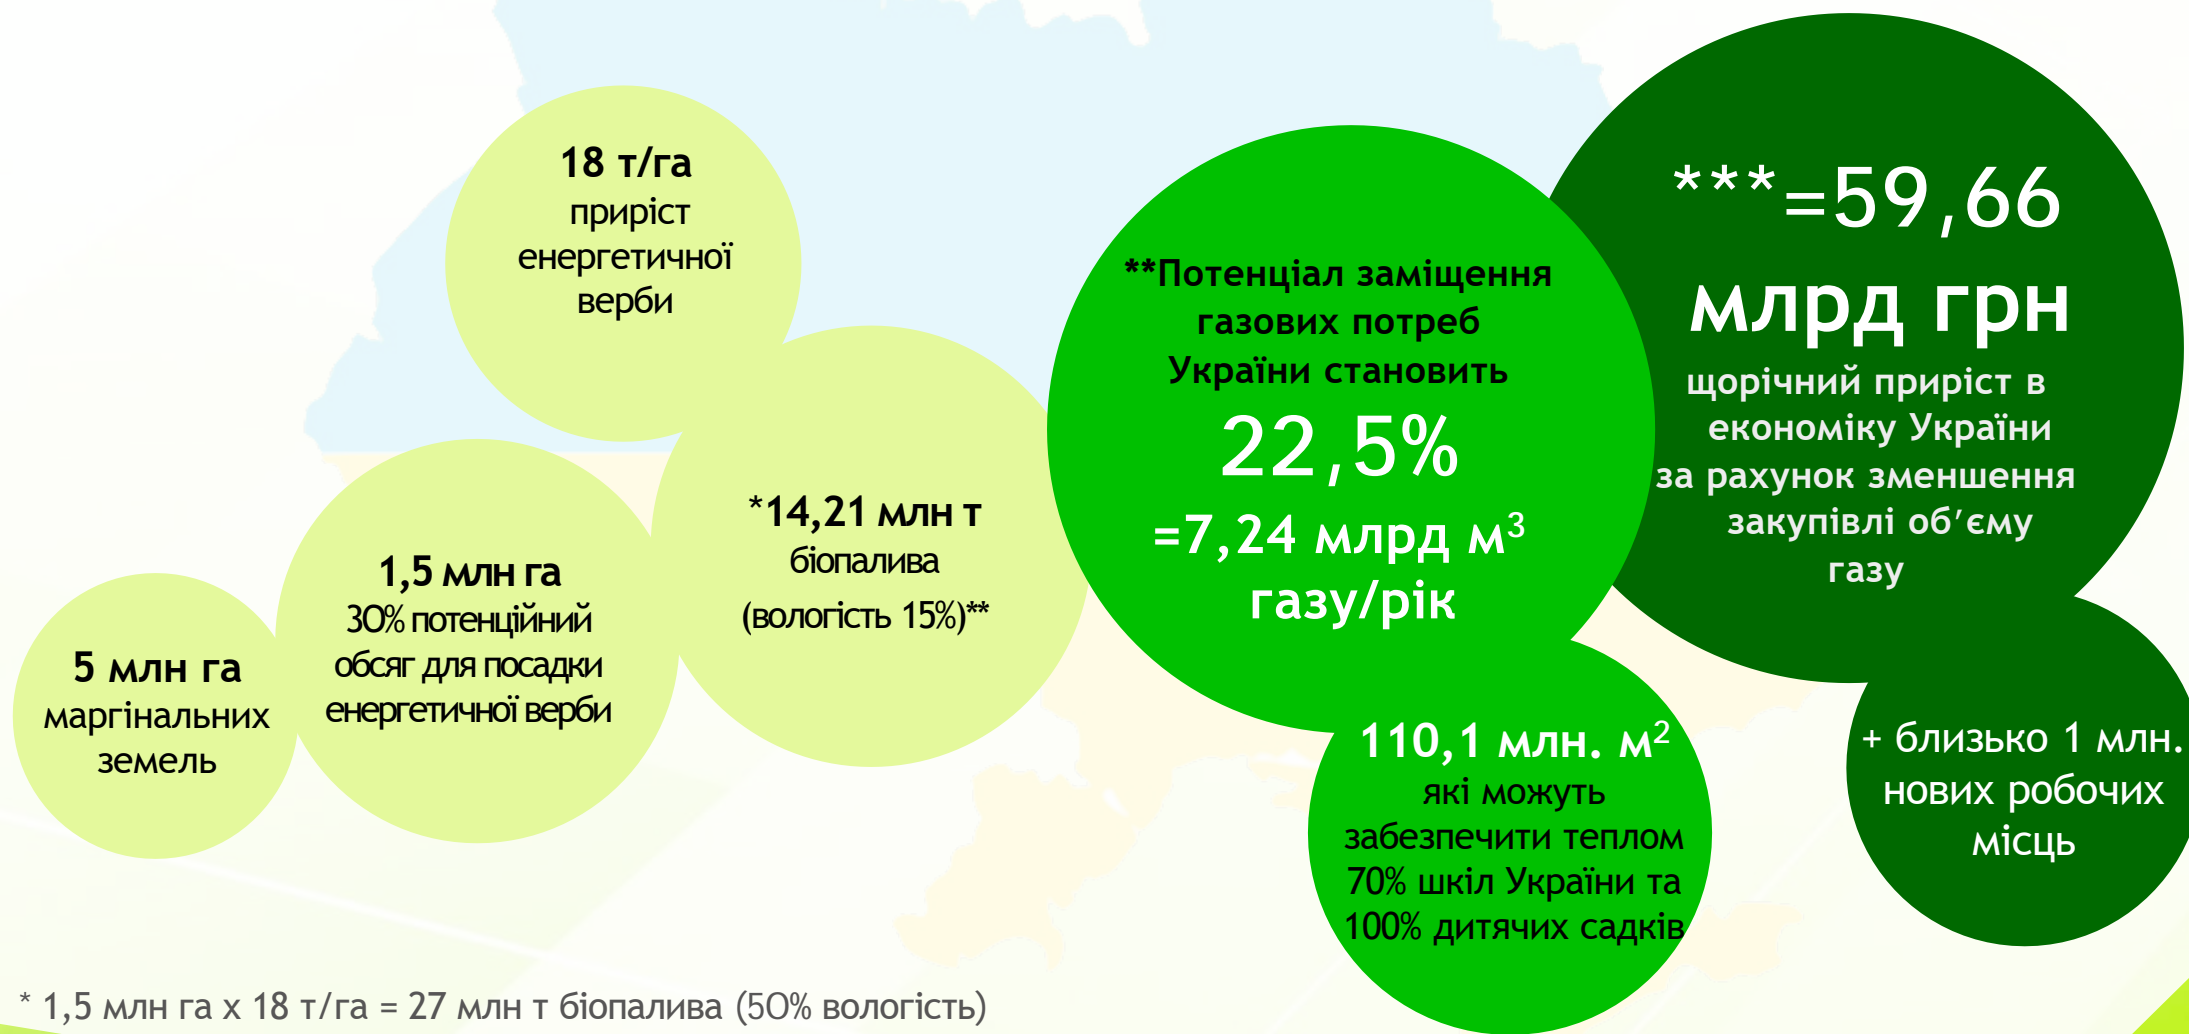 5 млн га
маргінальних
земель
1,5 млн га
30% потенційний
обсяг для посадки
енергетичної верби
18 т/га
приріст
енергетичної
верби
*14,21 млн т
біопалива
(вологість 15%)**
**Потенціал заміщення
газових потреб
України становить
22,5%
=7,24 млрд м³
газу/рік
110,1 млн. м²
які можуть
забезпечити теплом
70% шкіл України та
100% дитячих садків
***=59,66
млрд грн
щорічний приріст в
економіку України
за рахунок зменшення
закупівлі об′єму
газу
+ близько 1 млн.
нових робочих
місць
* 1,5 млн га х 18 т/га = 27 млн т біопалива (50% вологість)